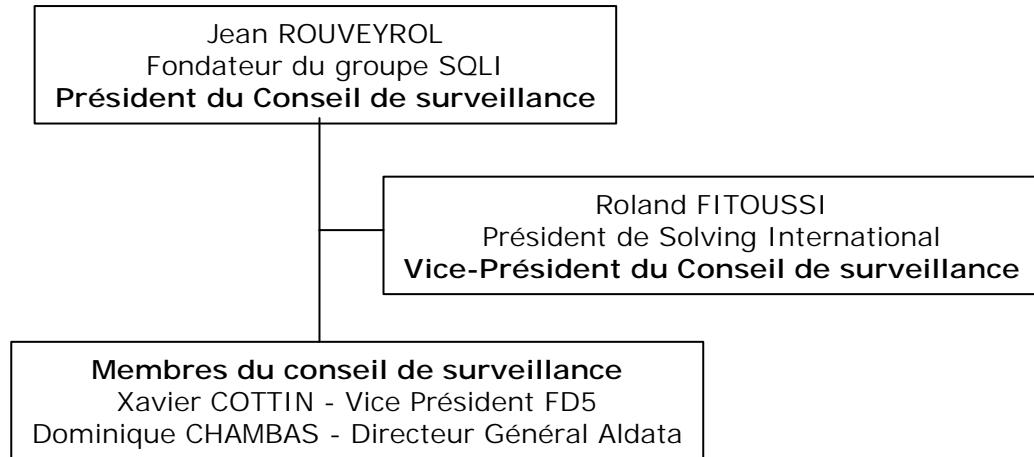 Jean ROUVEYROL
Fondateur du groupe SQLI
Président du Conseil de surveillance
Roland FITOUSSI
Président de Solving International
Vice-Président du Conseil de surveillance
Membres du conseil de surveillance
Xavier COTTIN - Vice Président FD5
Dominique CHAMBAS - Directeur Général Aldata